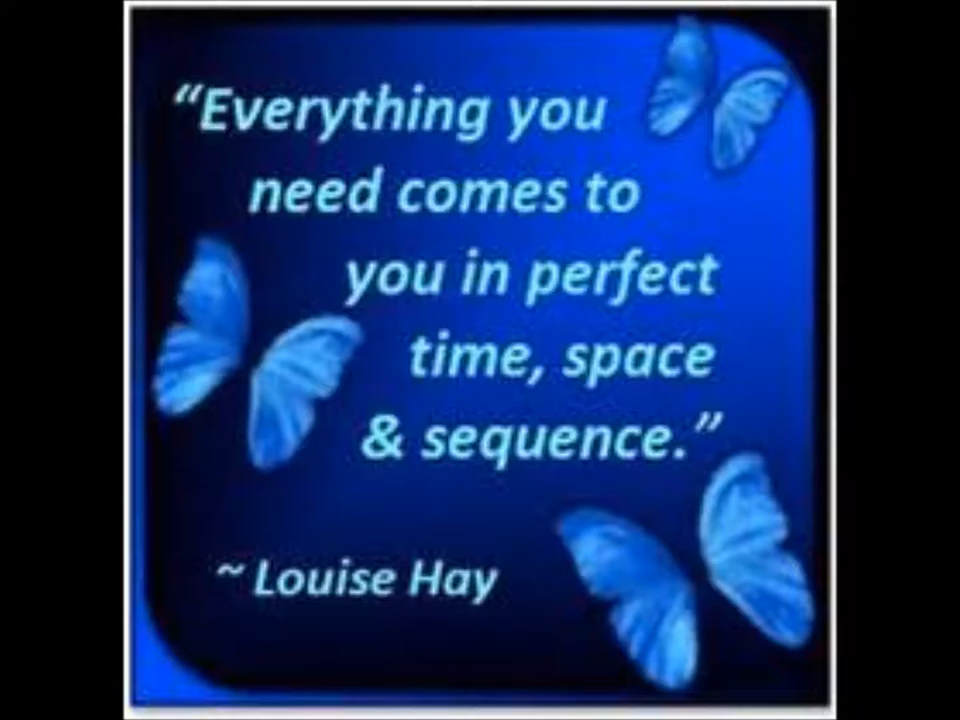 “Everything you
need comes to
you in perfect
time, space
& sequence.”
~ Louise Hay